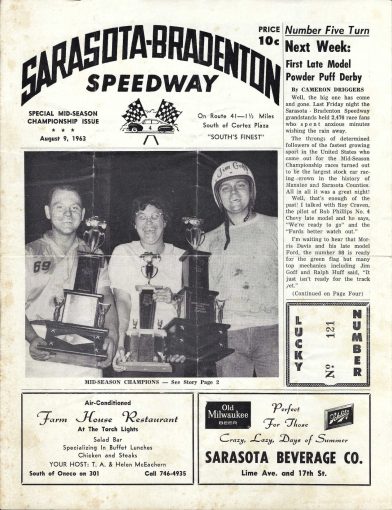 SARASOTA-BRADENTON
SPEEDWAY
PRICE
10¢
SPECIAL MID-SEASON
CHAMPIONSHIP ISSUE
★ ★ ★
August 9, 1963
4
On Route 41—1½ Miles
South of Cortez Plaza
"SOUTH'S FINEST"
69
MID-SEASON CHAMPIONS — See Story Page 2
Number Five Turn
Next Week:
First Late Model
Powder Puff Derby
By CAMERON DRIGGERS
Well, the big one has come
and gone. Last Friday night the
Sarasota - Bradenton Speedway
grandstands held 2,476 race fans
who spent anxious minutes
wishing the rain away.
The throngs of determined
followers of the fastest growing
sport in the United States who
came out for the Mid-Season
Championship races turned out
to be the largest stock car rac-
ing crown in the history of
Manatee and Sarasota Counties.
All in all it was a great night!
Well, that's enough of the
past! I talked with Roy Craven,
the pilot of Bob Phillips No. 4
Chevy late model and he says,
"We're ready to go" and the
"Fords better watch out."
I'm waiting to hear that Mor-
ris Davis and his late model
Ford, the number 86 is ready
for the green flag but many
top mechanics including Jim
Goff and Ralph Huff said, "It
just isn't ready for the track
yet."
(Continued on Page Four)
LUCKY
Nº 121
NUMBER
Air-Conditioned
Farm House Restaurant
At The Torch Lights
Salad Bar
Specializing In Buffet Lunches
Chicken and Steaks
YOUR HOST: T. A. & Helen McEachern
South of Oneco on 301 Call 746-4935
Old
Milwaukee
BEER
Perfect
For Those
Schlitz
Crazy, Lazy, Days of Summer
SARASOTA BEVERAGE CO.
Lime Ave. and 17th St.